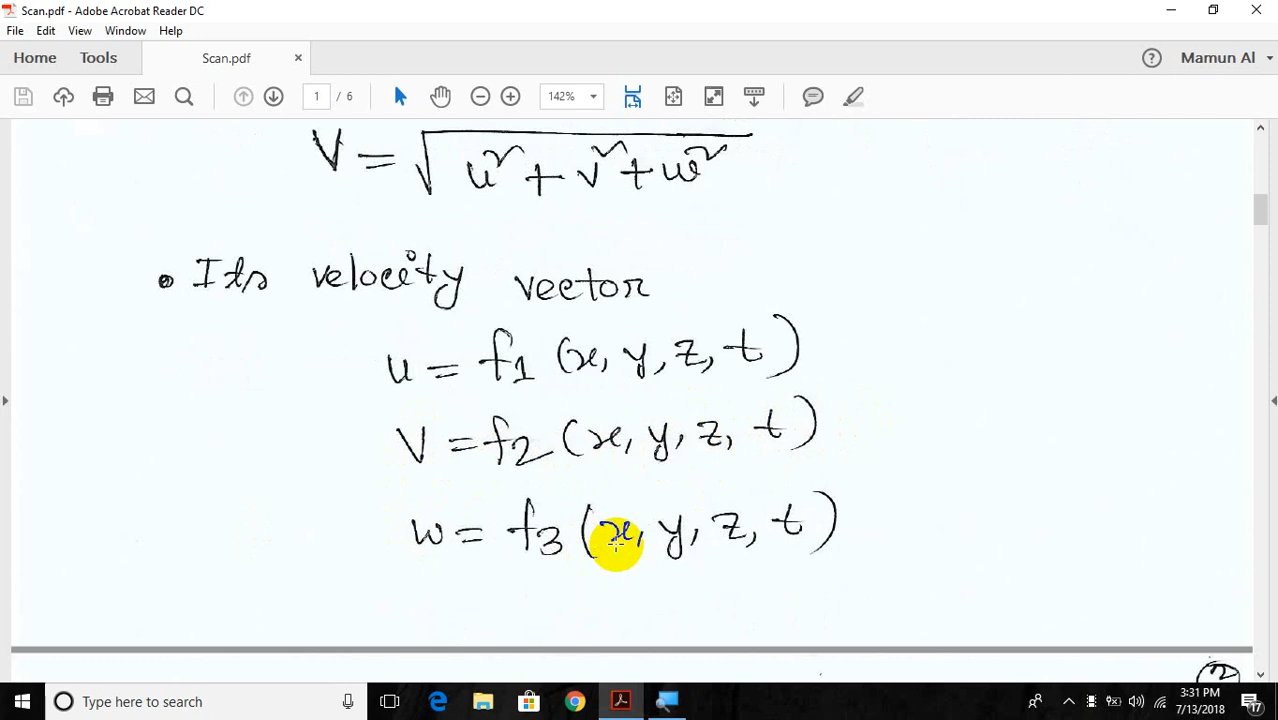 Scan.pdf - Adobe Acrobat Reader DC
File Edit View Window Help
Home Tools Scan.pdf × Mamun Al
1 / 6 142%
V = √u² + v² + w²
• Its velocity vector
u = f1 (x, y, z, t)
V = f2 (x, y, z, t)
w = f3 (x, y, z, t)
Type here to search
3:31 PM
7/13/2018
17